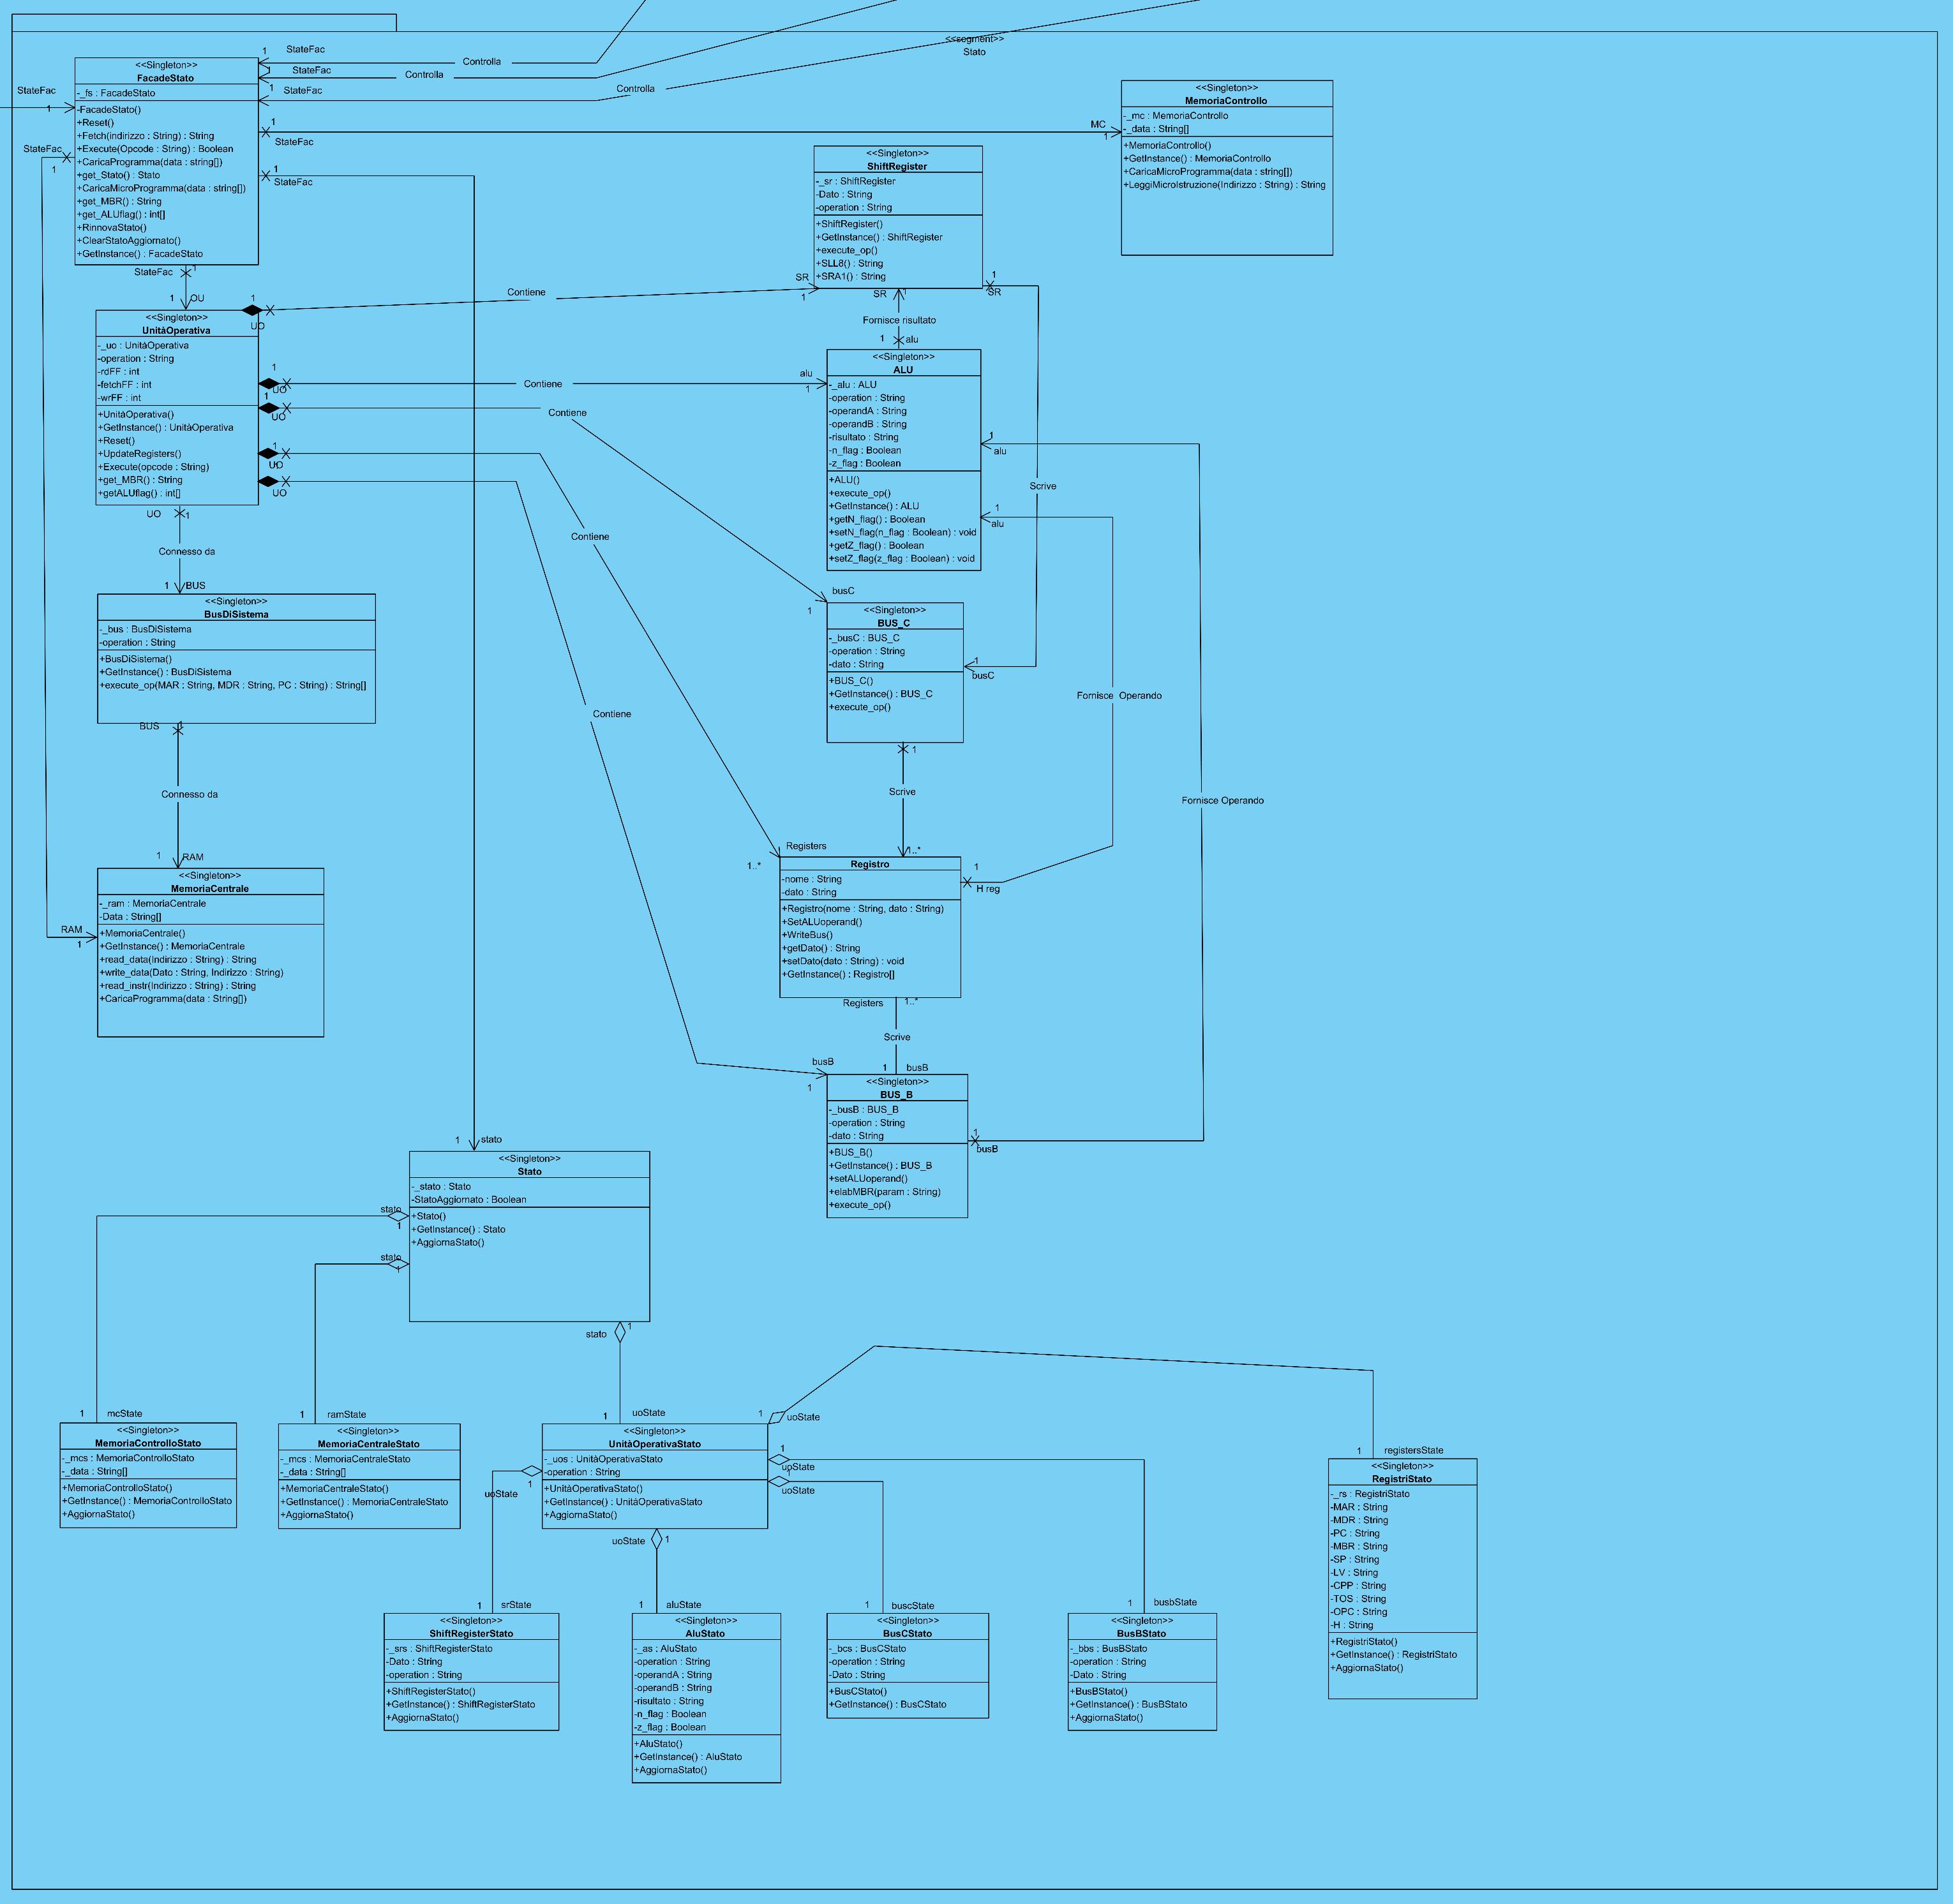 <<segment>>
Stato
StateFac
1
StateFac
1
StateFac
1
StateFac
1
Controlla
Controlla
Controlla
<<Singleton>>
FacadeStato
-_fs : FacadeStato
-FacadeStato()
+Reset()
+Fetch(indirizzo : String) : String
+Execute(Opcode : String) : Boolean
+CaricaProgramma(data : string[])
+get_Stato() : Stato
+CaricaMicroProgramma(data : string[])
+get_MBR() : String
+get_ALUflag() : int[]
+RinnovaStato()
+ClearStatoAggiornato()
+GetInstance() : FacadeStato
StateFac
1
1
StateFac
1
StateFac
MC
1
<<Singleton>>
MemoriaControllo
-_mc : MemoriaControllo
-_data : String[]
+MemoriaControllo()
+GetInstance() : MemoriaControllo
+CaricaMicroProgramma(data : string[])
+LeggiMicroIstruzione(Indirizzo : String) : String
<<Singleton>>
ShiftRegister
-_sr : ShiftRegister
-Dato : String
-operation : String
+ShiftRegister()
+GetInstance() : ShiftRegister
+execute_op()
+SLL8() : String
+SRA1() : String
StateFac
1
1
OU
1
UO
Contiene
SR
1
SR
1
1
SR
Fornisce risultato
1
alu
<<Singleton>>
UnitàOperativa
-_uo : UnitàOperativa
-operation : String
-rdFF : int
-fetchFF : int
-wrFF : int
+UnitàOperativa()
+GetInstance() : UnitàOperativa
+Reset()
+UpdateRegisters()
+Execute(opcode : String)
+get_MBR() : String
+getALUflag() : int[]
1
UO
Contiene
alu
1
1
UO
Contiene
1
UO
Contiene
1
UO
Contiene
<<Singleton>>
ALU
-_alu : ALU
-operation : String
-operandA : String
-operandB : String
-risultato : String
-n_flag : Boolean
-z_flag : Boolean
+ALU()
+execute_op()
+GetInstance() : ALU
+getN_flag() : Boolean
+setN_flag(n_flag : Boolean) : void
+getZ_flag() : Boolean
+setZ_flag(z_flag : Boolean) : void
1
alu
Scrive
1
alu
UO
1
Connesso da
1
BUS
<<Singleton>>
BusDiSistema
-_bus : BusDiSistema
-operation : String
+BusDiSistema()
+GetInstance() : BusDiSistema
+execute_op(MAR : String, MDR : String, PC : String) : String[]
busC
1
<<Singleton>>
BUS_C
-_busC : BUS_C
-operation : String
-dato : String
+BUS_C()
+GetInstance() : BUS_C
+execute_op()
1
busC
Fornisce Operando
BUS
1
Connesso da
1
RAM
1
Scrive
Fornisce Operando
<<Singleton>>
MemoriaCentrale
-_ram : MemoriaCentrale
-Data : String[]
+MemoriaCentrale()
+GetInstance() : MemoriaCentrale
+read_data(Indirizzo : String) : String
+write_data(Dato : String, Indirizzo : String)
+read_instr(Indirizzo : String) : String
+CaricaProgramma(data : String[])
RAM
1
Registers
1..*
1..*
Registro
-nome : String
-dato : String
+Registro(nome : String, dato : String)
+SetALUoperand()
+WriteBus()
+getDato() : String
+setDato(dato : String) : void
+GetInstance() : Registro[]
1
H reg
Registers
1..*
Scrive
1
busB
busB
1
<<Singleton>>
BUS_B
-_busB : BUS_B
-operation : String
-dato : String
+BUS_B()
+GetInstance() : BUS_B
+setALUoperand()
+elabMBR(param : String)
+execute_op()
1
busB
1
stato
<<Singleton>>
Stato
-_stato : Stato
-StatoAggiornato : Boolean
+Stato()
+GetInstance() : Stato
+AggiornaStato()
stato
1
stato
1
stato
1
1
mcState
<<Singleton>>
MemoriaControlloStato
-_mcs : MemoriaControlloStato
-_data : String[]
+MemoriaControlloStato()
+GetInstance() : MemoriaControlloStato
+AggiornaStato()
1
ramState
<<Singleton>>
MemoriaCentraleStato
-_mcs : MemoriaCentraleStato
-_data : String[]
+MemoriaCentraleStato()
+GetInstance() : MemoriaCentraleStato
+AggiornaStato()
1
uoState
<<Singleton>>
UnitàOperativaStato
-_uos : UnitàOperativaStato
-operation : String
+UnitàOperativaStato()
+GetInstance() : UnitàOperativaStato
+AggiornaStato()
1
uoState
1
uoState
1
uoState
1
uoState
uoState
1
1
registersState
<<Singleton>>
RegistriStato
-_rs : RegistriStato
-MAR : String
-MDR : String
-PC : String
-MBR : String
-SP : String
-LV : String
-CPP : String
-TOS : String
-OPC : String
-H : String
+RegistriStato()
+GetInstance() : RegistriStato
+AggiornaStato()
1
srState
<<Singleton>>
ShiftRegisterStato
-_srs : ShiftRegisterStato
-Dato : String
-operation : String
+ShiftRegisterStato()
+GetInstance() : ShiftRegisterStato
+AggiornaStato()
1
aluState
<<Singleton>>
AluStato
-_as : AluStato
-operation : String
-operandA : String
-operandB : String
-risultato : String
-n_flag : Boolean
-z_flag : Boolean
+AluStato()
+GetInstance() : AluStato
+AggiornaStato()
1
buscState
<<Singleton>>
BusCStato
-_bcs : BusCStato
-operation : String
-Dato : String
+BusCStato()
+GetInstance() : BusCStato
1
busbState
<<Singleton>>
BusBStato
-_bbs : BusBStato
-operation : String
-Dato : String
+BusBStato()
+GetInstance() : BusBStato
+AggiornaStato()